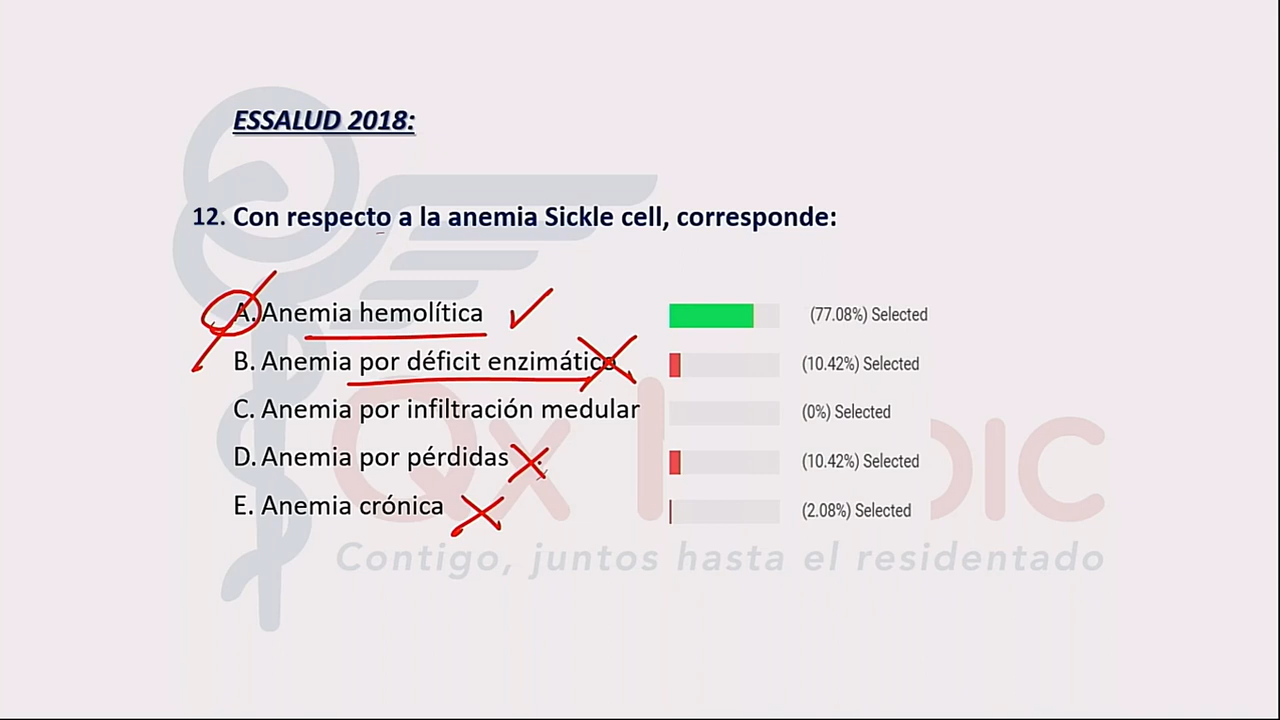 ESSALUD 2018:
12. Con respecto a la anemia Sickle cell, corresponde:
A. Anemia hemolítica (77.08%) Selected
B. Anemia por déficit enzimático (10.42%) Selected
C. Anemia por infiltración medular (0%) Selected
D. Anemia por pérdidas (10.42%) Selected
E. Anemia crónica (2.08%) Selected
Contigo, juntos hasta el residentado